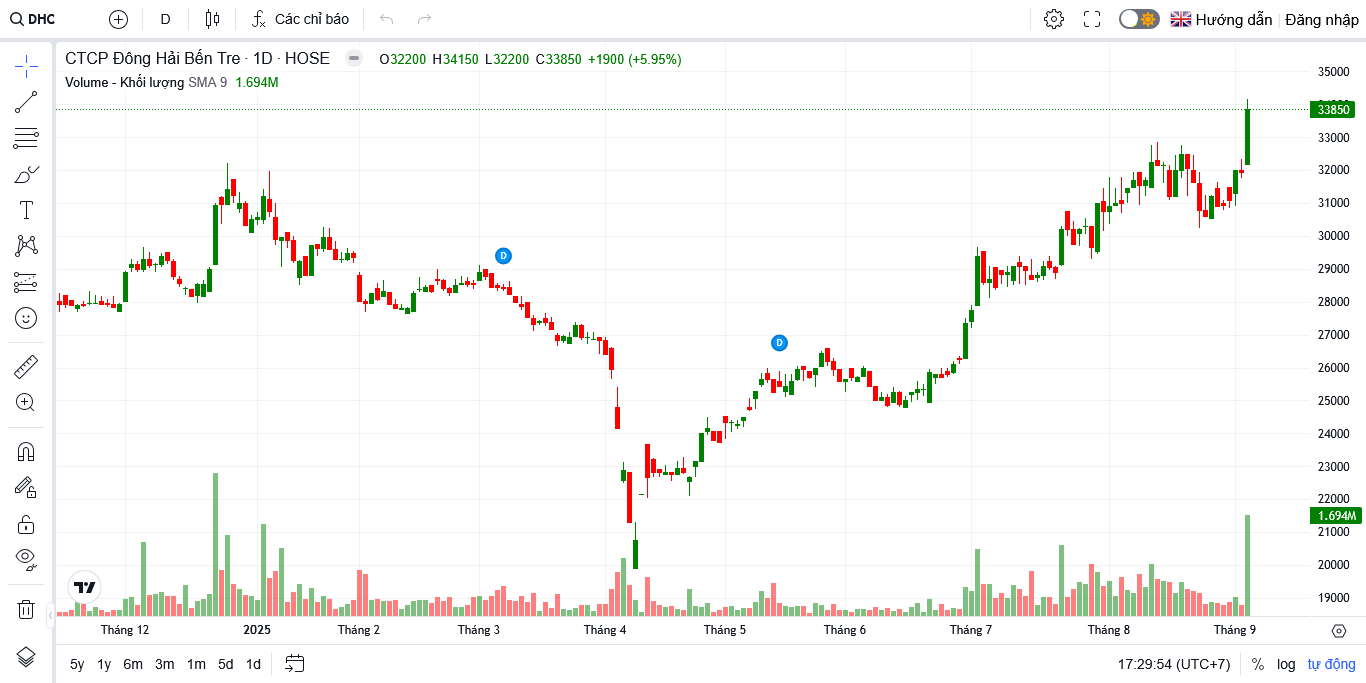 DHC D Các chỉ báo Hướng dẫn Đăng nhập
CTCP Đông Hải Bến Tre · 1D · HOSE O32200 H34150 L32200 C33850 +1900 (+5.95%)
Volume - Khối lượng SMA 9 1.694M
35000
33850
33000
32000
31000
30000
D
29000
28000
27000
D
26000
25000
24000
23000
22000
1.694M
21000
20000
19000
Tháng 12 2025 Tháng 2 Tháng 3 Tháng 4 Tháng 5 Tháng 6 Tháng 7 Tháng 8 Tháng 9
5y 1y 6m 3m 1m 5d 1d 17:29:54 (UTC+7) % log tự động